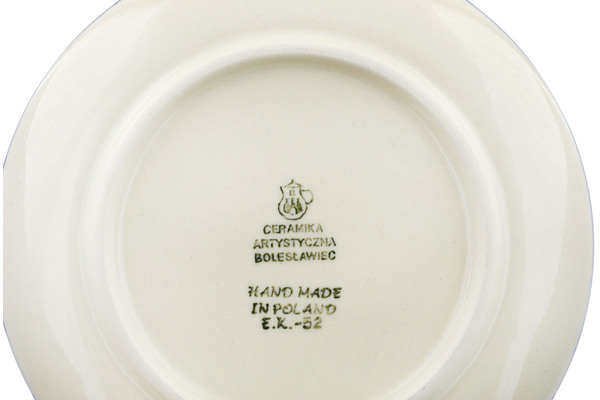 CERAMIKA
ARTYSTYCZNA
BOLESŁAWIEC
HAND MADE
IN POLAND
E.K.-52